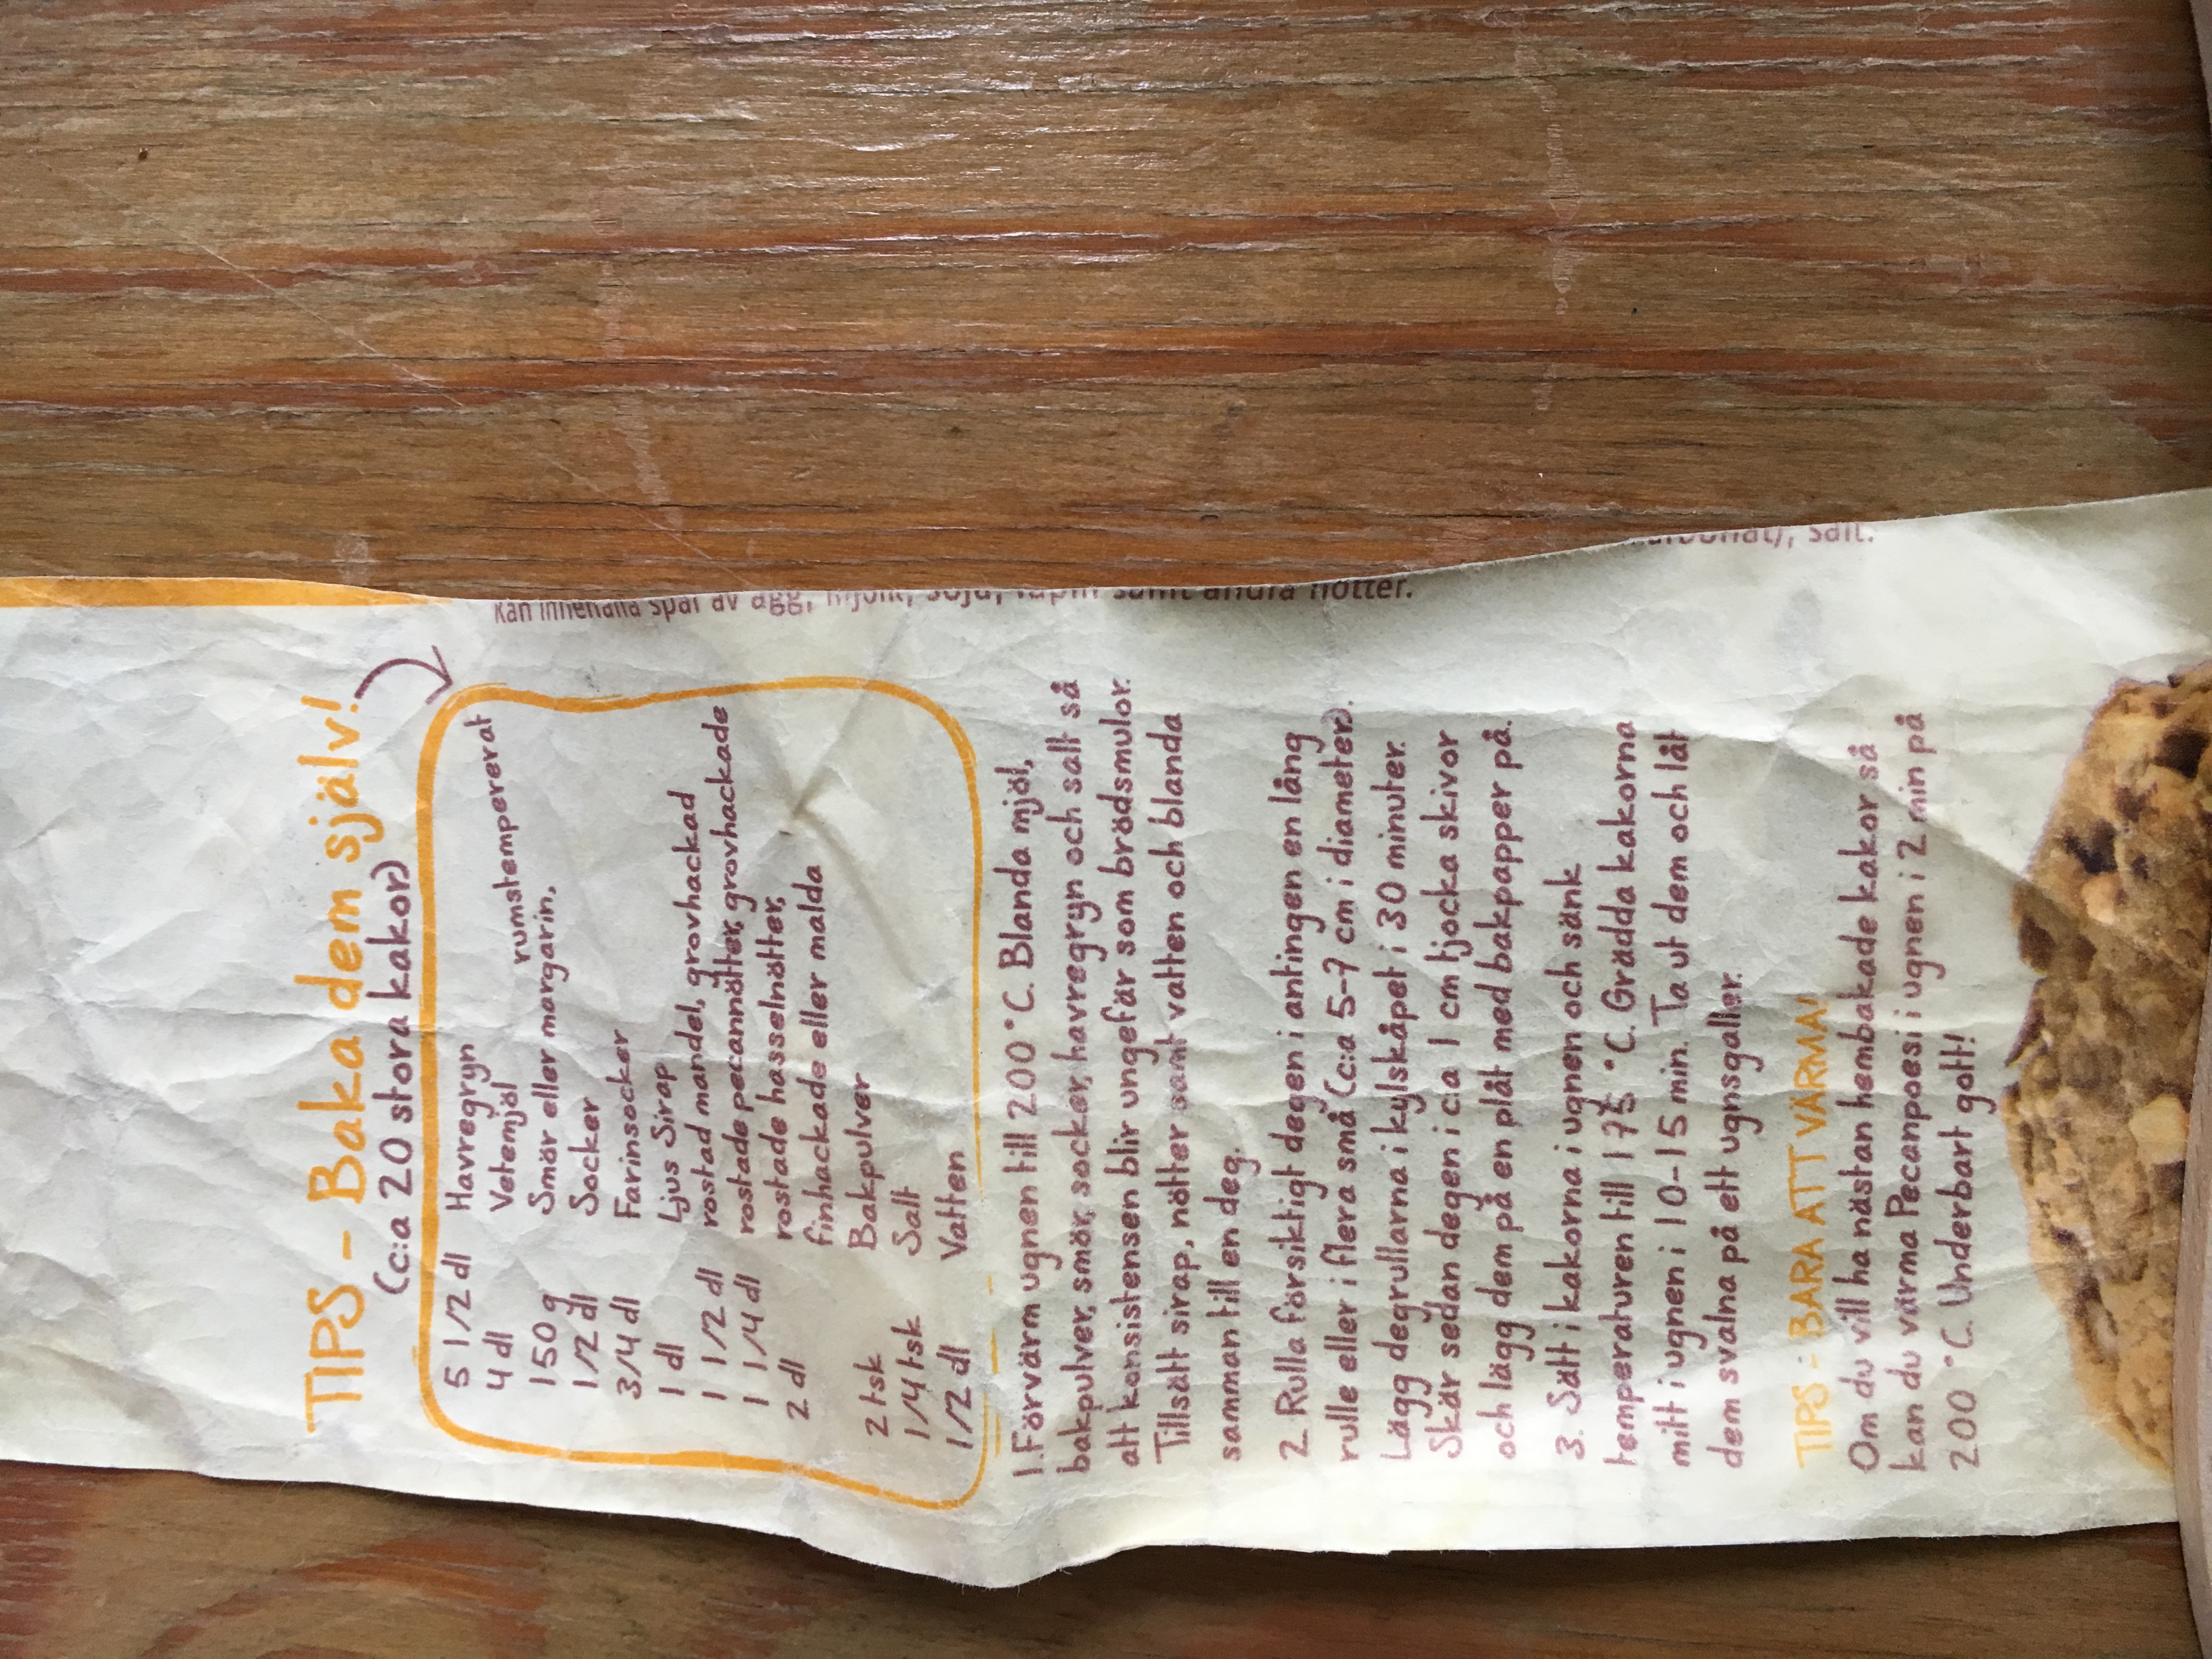 TIPS - Baka dem själv!
(c:a 20 stora kakor)
5 1/2 dl Havregryn
4 dl Vetemjöl
150 g Smör eller margarin, rumstempererat
1/2 dl Socker
3/4 dl Farinsocker
1 dl Ljus Sirap
1 1/2 dl rostad mandel, grovhackad
1 1/4 dl rostade pecannötter, grovhackade
2 dl rostade hasselnötter,
finhackade eller malda
2 tsk Bakpulver
1/4 tsk Salt
1/2 dl Vatten
1. Förvärm ugnen till 200 °C. Blanda mjöl,
bakpulver, smör, socker, havregryn och salt så
att konsistensen blir ungefär som brödsmulor.
Tillsätt sirap, nötter samt vatten och blanda
samman till en deg.
2. Rulla försiktigt degen i antingen en lång
rulle eller i flera små (c:a 5-7 cm i diameter).
Lägg degrullarna i kylskåpet i 30 minuter.
Skär sedan degen i c:a 1 cm tjocka skivor
och lägg dem på en plåt med bakpapper på.
3. Sätt i kakorna i ugnen och sänk
temperaturen till 175 °C. Grädda kakorna
mitt i ugnen i 10-15 min. Ta ut dem och låt
dem svalna på ett ugnsgaller.
TIPS - BARA ATT VÄRMA!
Om du vill ha nästan hembakade kakor så
kan du värma Pecanpoesi i ugnen i 2 min på
200 °C. Underbart gott!
kan innehålla spår av nötter.
salt.